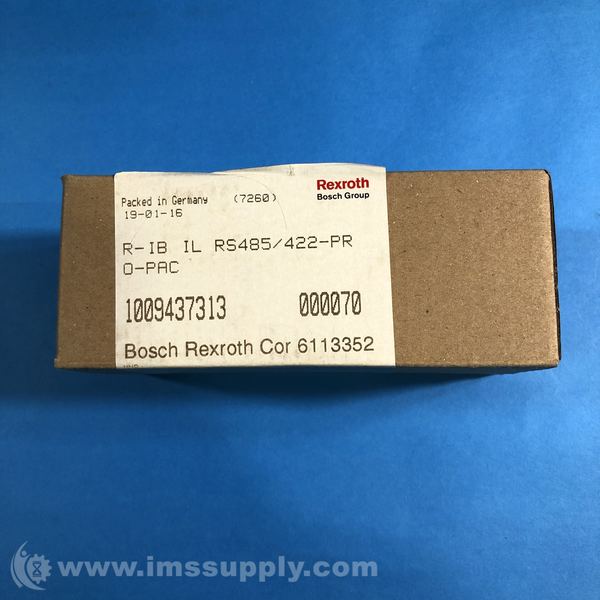 Packed in Germany (7260)
19-01-16
Rexroth
Bosch Group
R-IB IL RS485/422-PR
O-PAC
1009437313 000070
Bosch Rexroth Cor 6113352
www.imssupply.com